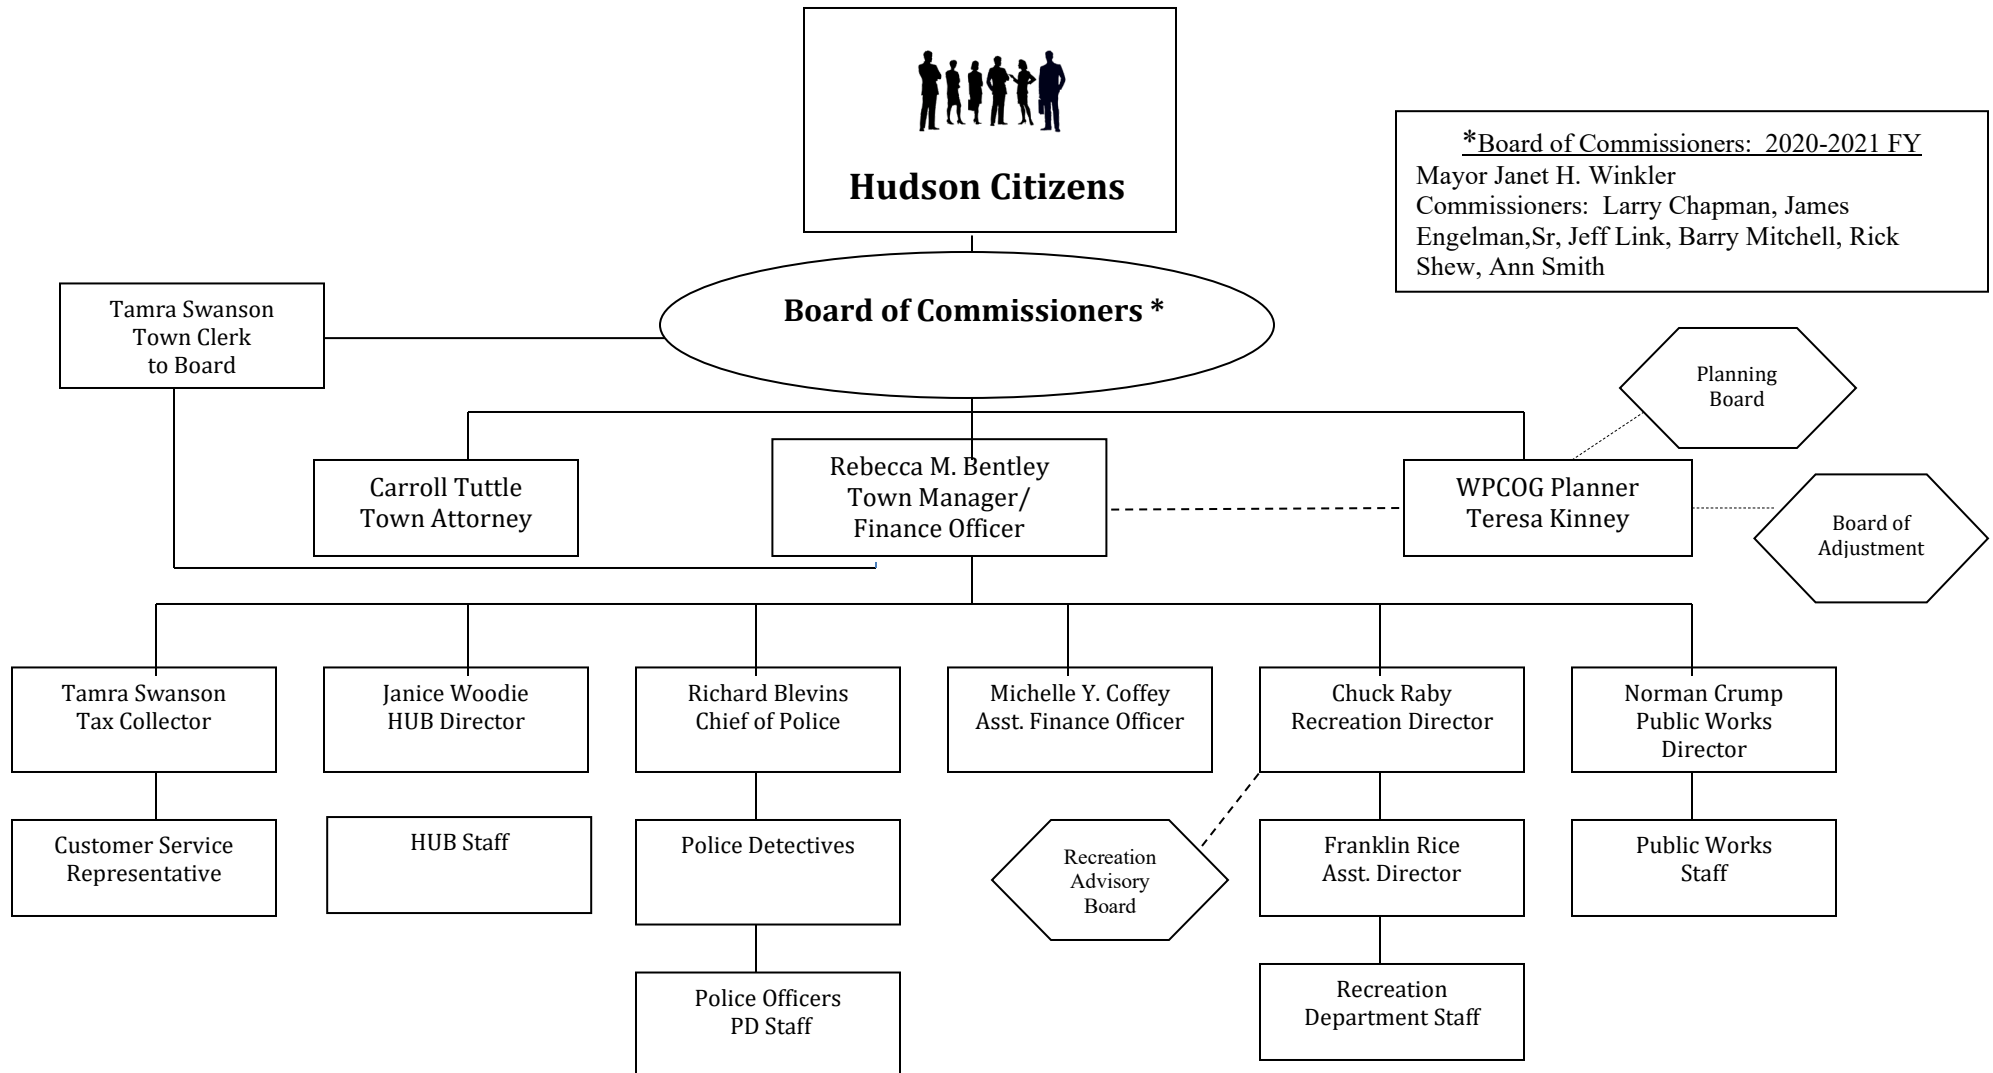 Hudson Citizens
*Board of Commissioners:  2020-2021 FY
Mayor Janet H. Winkler
Commissioners:  Larry Chapman, James
Engelman,Sr, Jeff Link, Barry Mitchell, Rick
Shew, Ann Smith
Board of Commissioners *
Tamra Swanson
Town Clerk
to Board
Planning
Board
Carroll Tuttle
Town Attorney
Rebecca M. Bentley
Town Manager/
Finance Officer
WPCOG Planner
Teresa Kinney
Board of
Adjustment
Tamra Swanson
Tax Collector
Janice Woodie
HUB Director
Richard Blevins
Chief of Police
Michelle Y. Coffey
Asst. Finance Officer
Chuck Raby
Recreation Director
Norman Crump
Public Works
Director
Customer Service
Representative
HUB Staff
Police Detectives
Recreation
Advisory
Board
Franklin Rice
Asst. Director
Public Works
Staff
Police Officers
PD Staff
Recreation
Department Staff